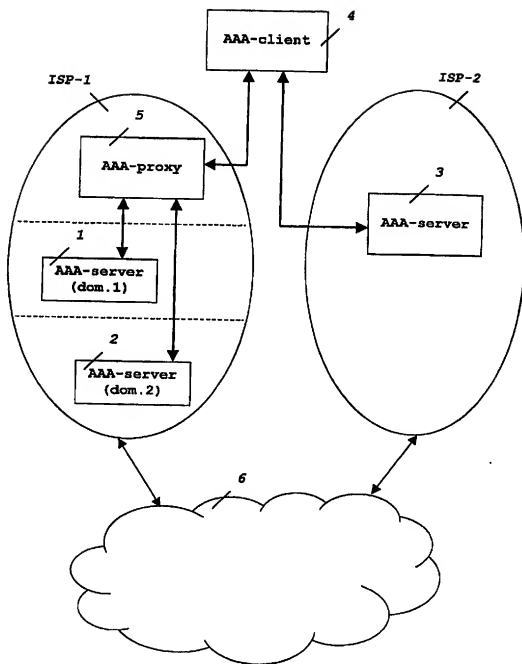 4
AAA-client
ISP-1
ISP-2
5
AAA-proxy
3
AAA-server
1
AAA-server
(dom.1)
2
AAA-server
(dom.2)
6